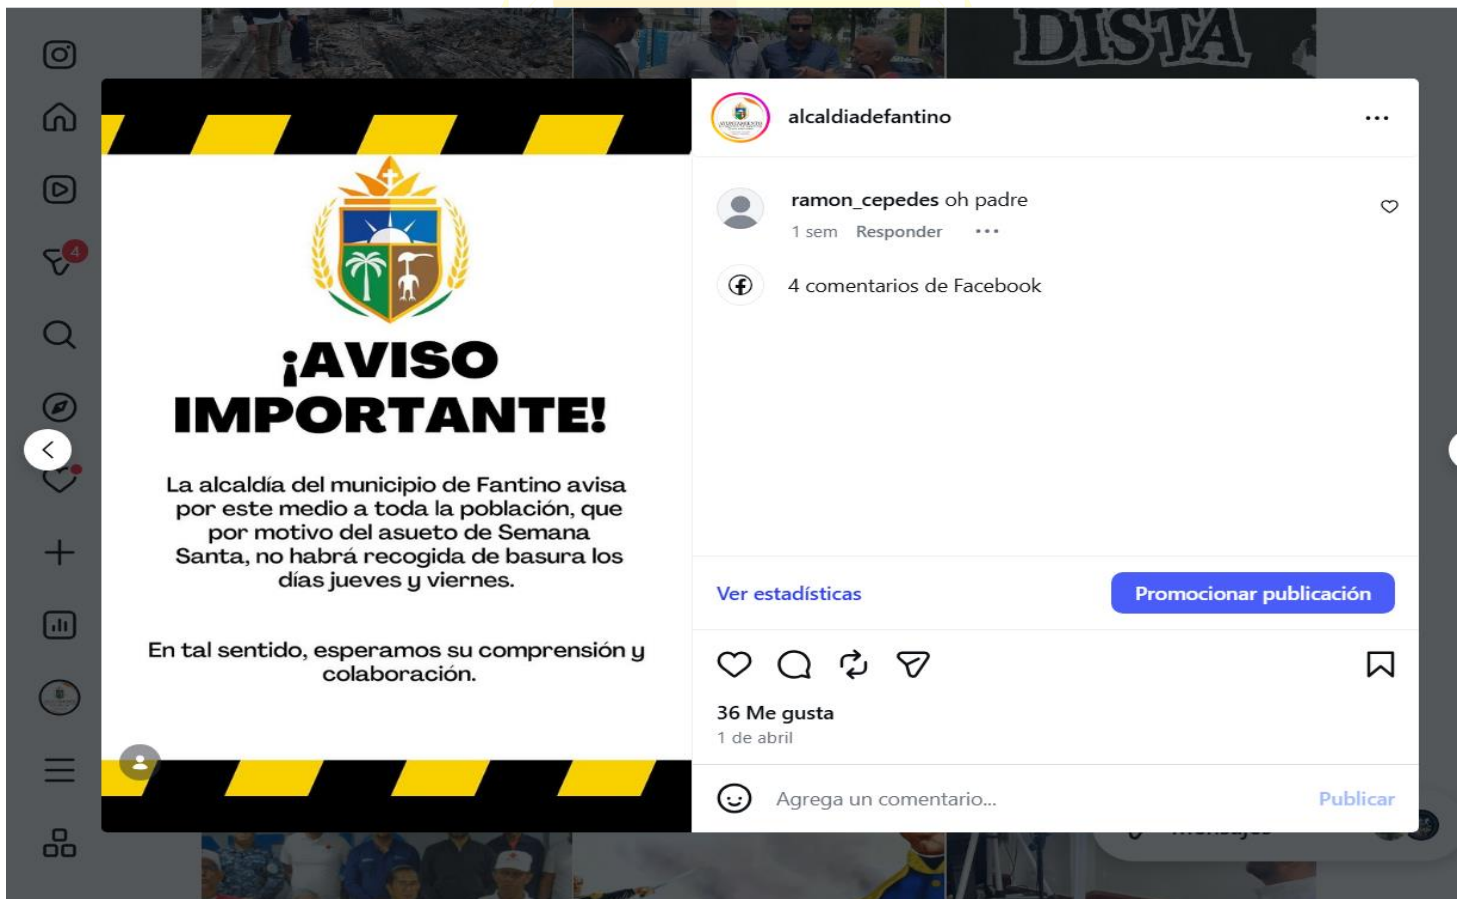 DISTA
alcaldiadefantino
ramon_cepedes oh padre
1 sem Responder
4 comentarios de Facebook
4
¡AVISO
IMPORTANTE!
La alcaldía del municipio de Fantino avisa
por este medio a toda la población, que
por motivo del asueto de Semana
Santa, no habrá recogida de basura los
días jueves y viernes.
En tal sentido, esperamos su comprensión y
colaboración.
Ver estadísticas
Promocionar publicación
36 Me gusta
1 de abril
Agrega un comentario...
Publicar
Mensajes